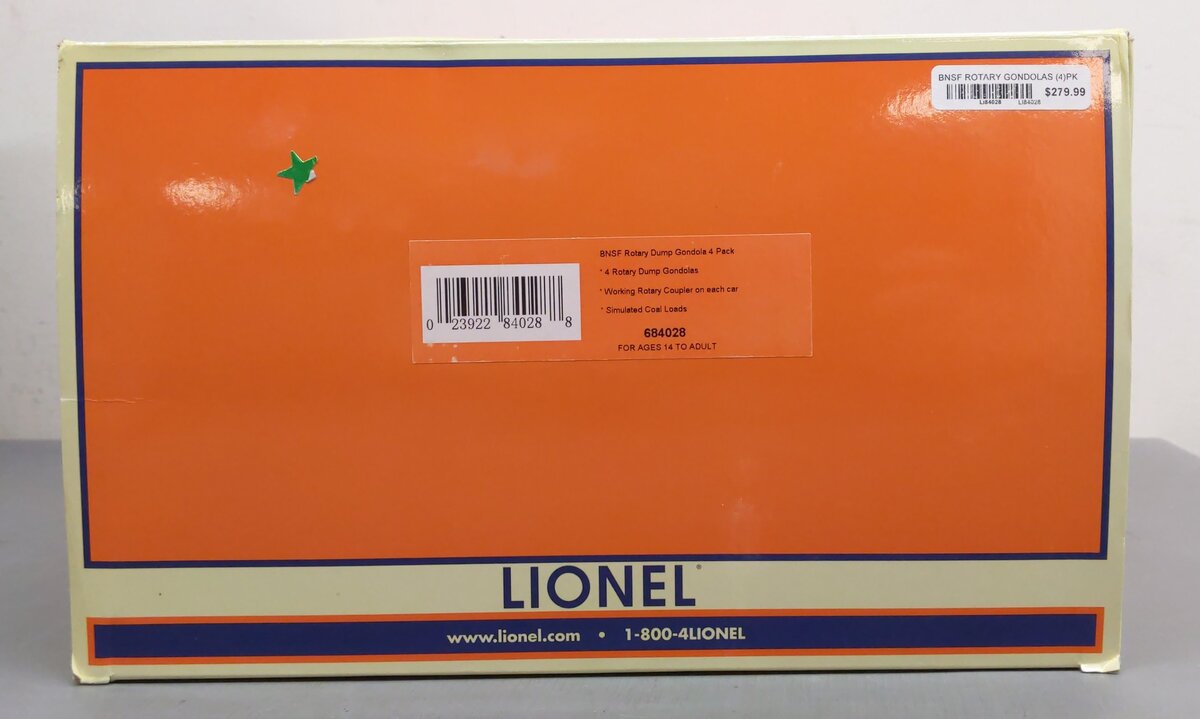 BNSF ROTARY GONDOLAS (4)PK
$279.99
LI84028 LI84028
BNSF Rotary Dump Gondola 4 Pack
* 4 Rotary Dump Gondolas
* Working Rotary Coupler on each car
* Simulated Coal Loads
684028
FOR AGES 14 TO ADULT
0 23922 84028 8
LIONEL®
www.lionel.com • 1-800-4LIONEL